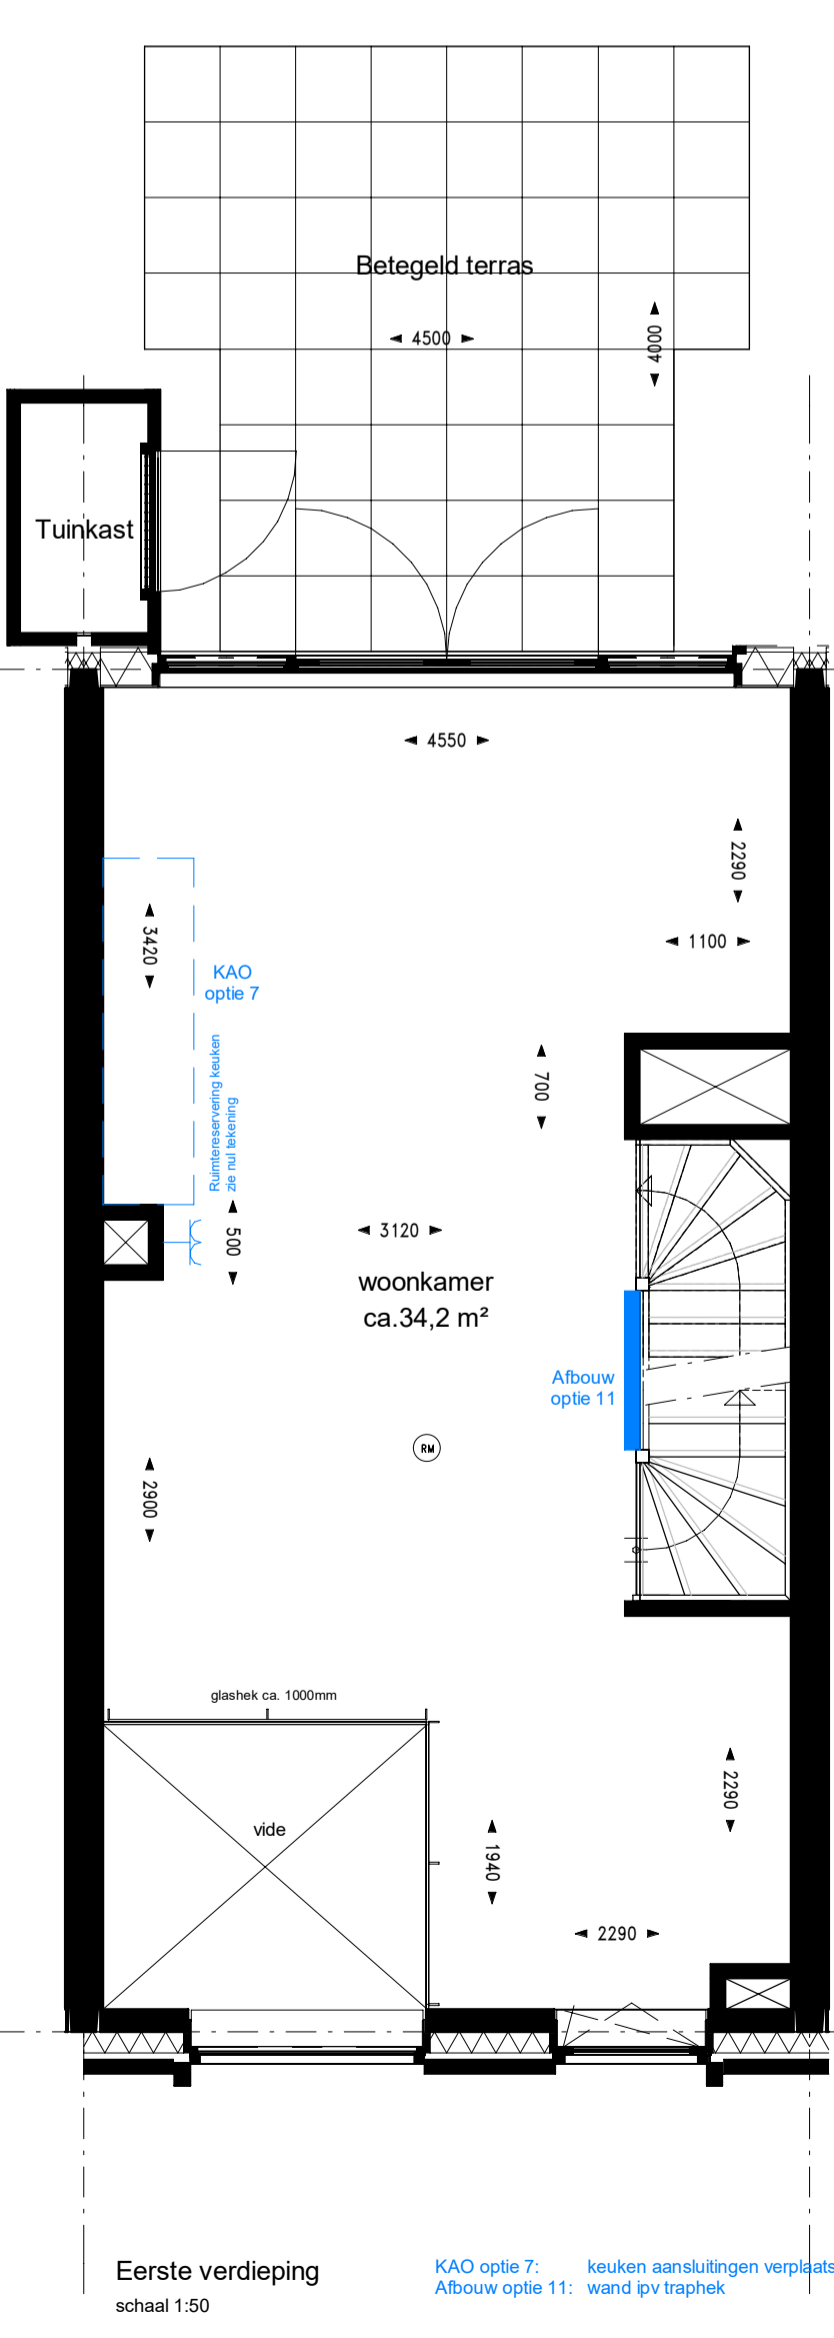 Betegeld terras
4500
4000
Tuinkast
4550
2290
3420
1100
KAO
optie 7
700
Ruimtereservering keuken
zie nul tekening
500
3120
woonkamer
ca.34,2 m²
Afbouw
optie 11
RM
2900
glashek ca. 1000mm
vide
2290
1940
2290
Eerste verdieping
schaal 1:50
KAO optie 7: keuken aansluitingen verplaats
Afbouw optie 11: wand ipv traphek